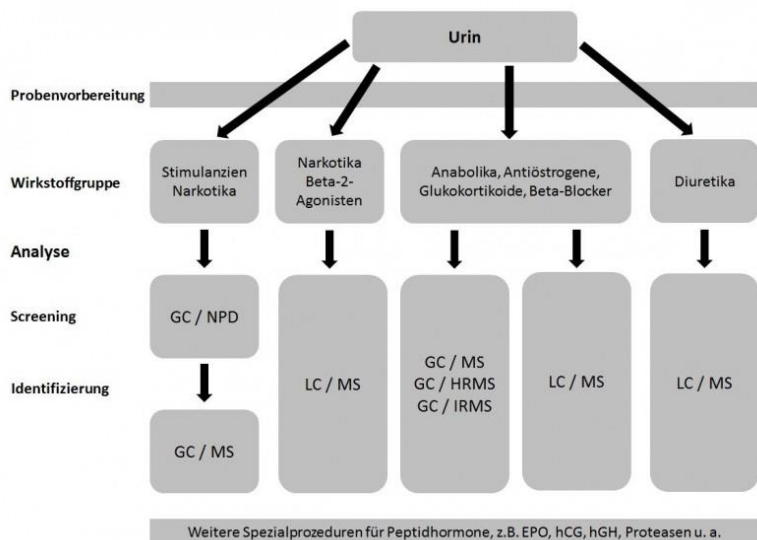 Urin
Probenvorbereitung
Wirkstoffgruppe
Stimulanzien
Narkotika
Narkotika
Beta-2-
Agonisten
Anabolika, Antiöstrogene,
Glukokortikoide, Beta-Blocker
Diuretika
Analyse
Screening
GC / NPD
Identifizierung
LC / MS
GC / MS
GC / HRMS
GC / IRMS
LC / MS
LC / MS
GC / MS
Weitere Spezialprozeduren für Peptidhormone, z.B. EPO, hCG, hGH, Proteasen u. a.